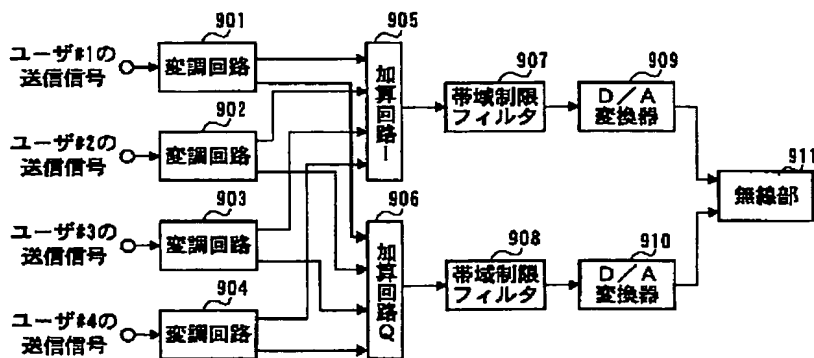 901
ユーザ#1の
送信信号
変調回路
902
ユーザ#2の
送信信号
変調回路
903
ユーザ#3の
送信信号
変調回路
904
ユーザ#4の
送信信号
変調回路
905
加算回路I
906
加算回路Q
907
帯域制限
フィルタ
908
帯域制限
フィルタ
909
D/A
変換器
910
D/A
変換器
911
無線部